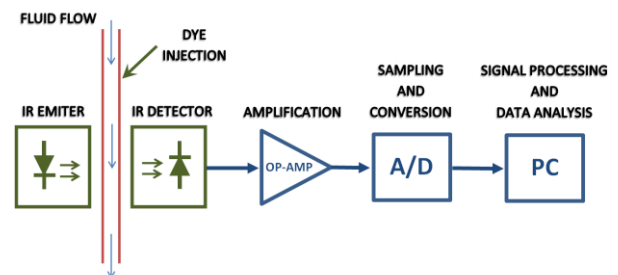 FLUID FLOW
DYE
INJECTION
SAMPLING
AND
CONVERSION
SIGNAL PROCESSING
AND
DATA ANALYSIS
IR EMITER
IR DETECTOR
AMPLIFICATION
OP-AMP
A/D
PC